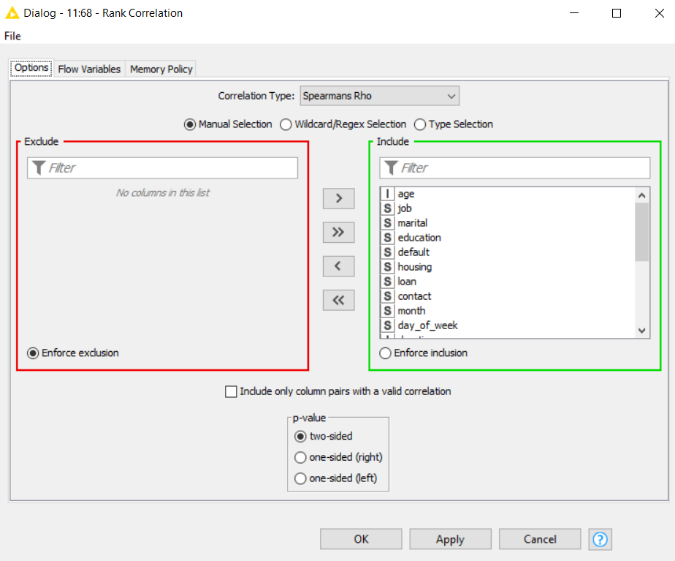 Dialog - 11:68 - Rank Correlation
File
Options Flow Variables Memory Policy
Correlation Type: Spearmans Rho
Manual Selection Wildcard/Regex Selection Type Selection
Exclude
Filter
No columns in this list
Enforce exclusion
>
>>
<
<<
Include
Filter
I age
S job
S marital
S education
S default
S housing
S loan
S contact
S month
S day_of_week
Enforce inclusion
Include only column pairs with a valid correlation
p-value
two-sided
one-sided (right)
one-sided (left)
OK Apply Cancel ?